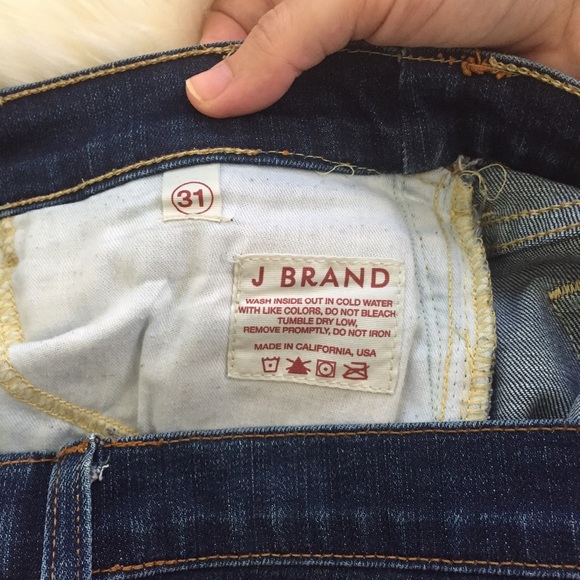 31
J BRAND
WASH INSIDE OUT IN COLD WATER
WITH LIKE COLORS, DO NOT BLEACH
TUMBLE DRY LOW,
REMOVE PROMPTLY, DO NOT IRON
MADE IN CALIFORNIA, USA